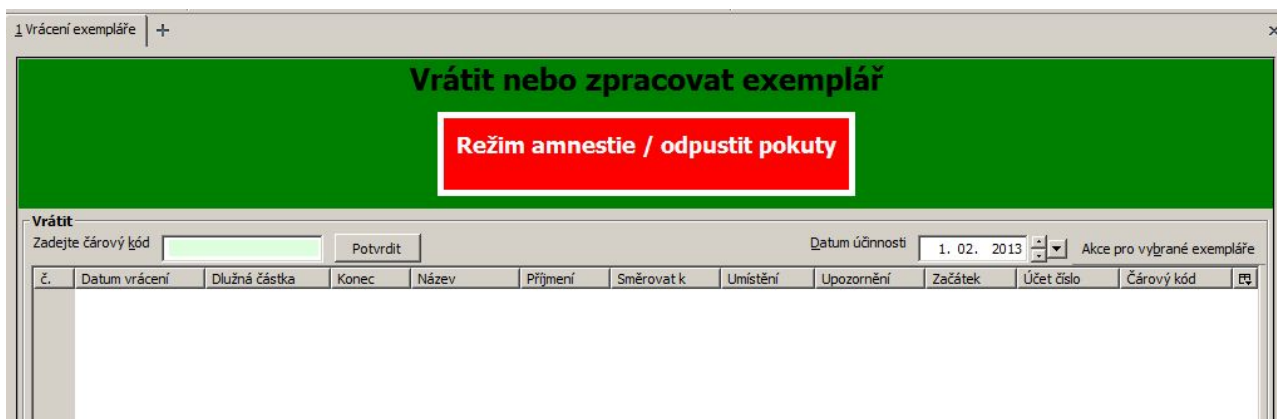 1 Vrácení exempláře
Vrátit nebo zpracovat exemplář
Režim amnestie / odpustit pokuty
Vrátit
Zadejte čárový kód Potvrdit Datum účinnosti 1. 02. 2013 Akce pro vybrané exempláře
č. Datum vrácení Dlužná částka Konec Název Příjmení Směrovat k Umístění Upozornění Začátek Účet číslo Čárový kód